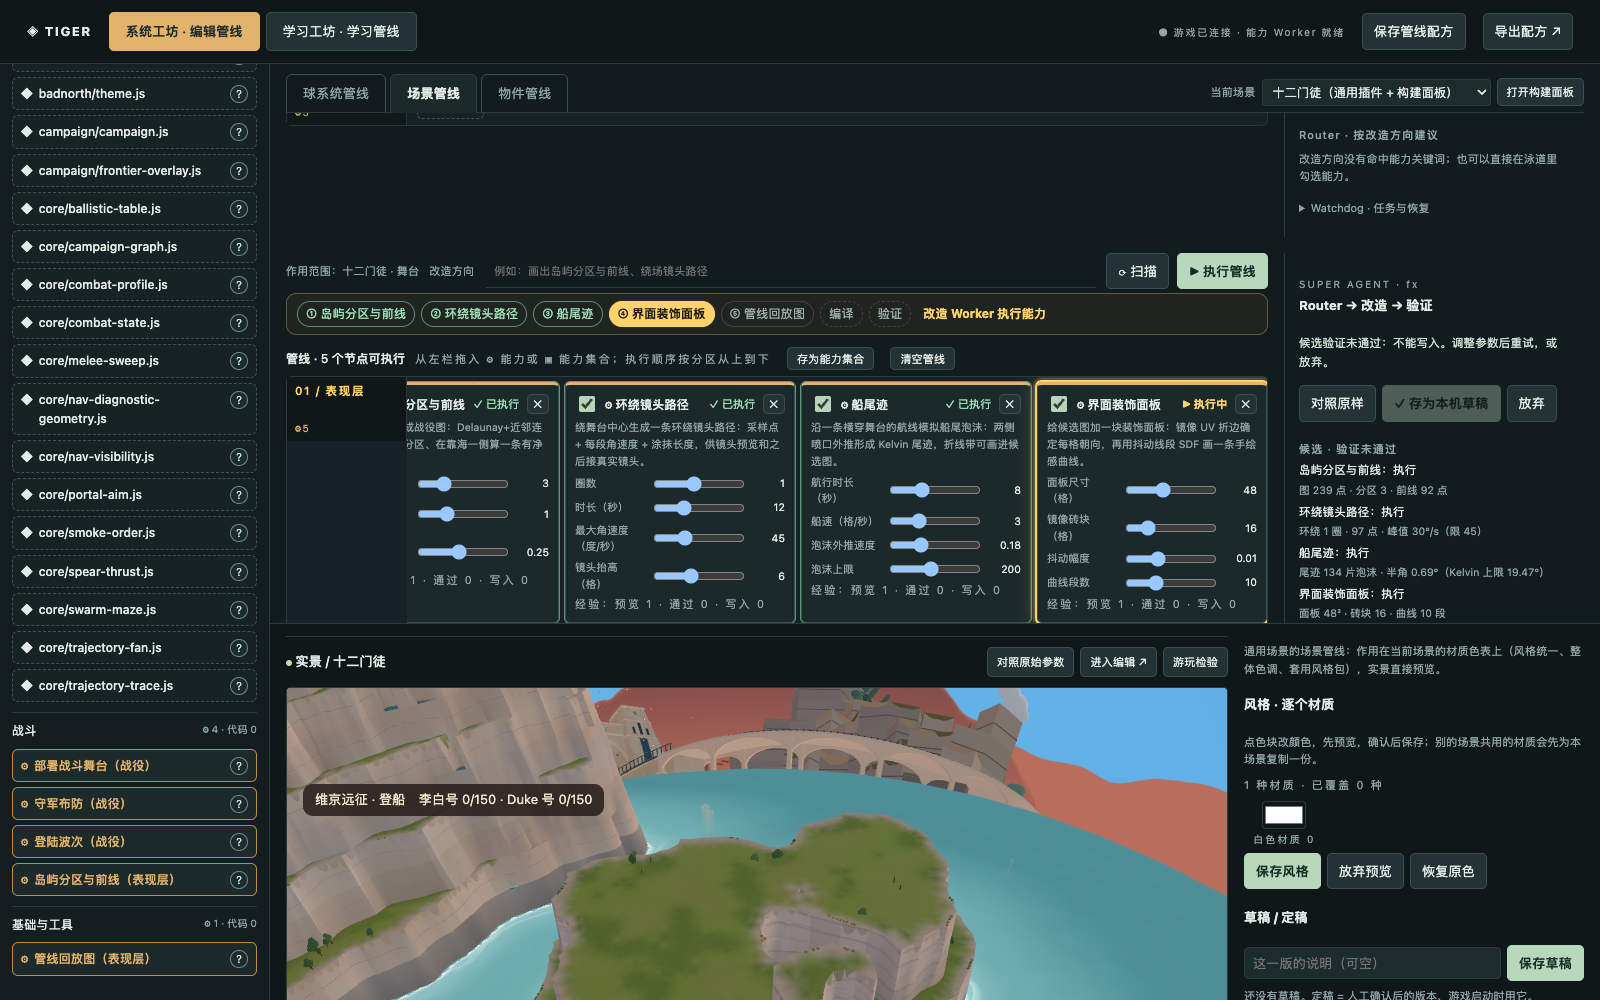 ◈ TIGER
系统工坊 · 编辑管线
学习工坊 · 学习管线
游戏已连接 · 能力 Worker 就绪
保存管线配方
导出配方 ↗
badnorth/theme.js ?
campaign/campaign.js ?
campaign/frontier-overlay.js ?
core/ballistic-table.js ?
core/campaign-graph.js ?
core/combat-profile.js ?
core/combat-state.js ?
core/melee-sweep.js ?
core/nav-diagnostic-
geometry.js ?
core/nav-visibility.js ?
core/portal-aim.js ?
core/smoke-order.js ?
core/spear-thrust.js ?
core/swarm-maze.js ?
core/trajectory-fan.js ?
core/trajectory-trace.js ?
战斗 ⚙ 4 · 代码 0
⚙ 部署战斗舞台（战役） ?
⚙ 守军布防（战役） ?
⚙ 登陆波次（战役） ?
⚙ 岛屿分区与前线（表现层） ?
基础与工具 ⚙ 1 · 代码 0
⚙ 管线回放图（表现层） ?
球系统管线
场景管线
物件管线
当前场景 十二门徒（通用插件 + 构建面板）
打开构建面板
作用范围：十二门徒 · 舞台 改造方向 例如：画出岛屿分区与前线、绕场镜头路径
⟳ 扫描
▶ 执行管线
① 岛屿分区与前线 ② 环绕镜头路径 ③ 船尾迹 ④ 界面装饰面板 ⑤ 管线回放图 编译 验证 改造 Worker 执行能力
管线 · 5 个节点可执行 从左栏拖入 ⚙ 能力或 ▣ 能力集合；执行顺序按分区从上到下 存为能力集合 清空管线
01 / 表现层
⚙5
分区与前线 ✓ 已执行 ✕
战战役图：Delaunay+近邻连
分区、在靠海一侧算一条有净
3
1
0.25
1 · 通过 0 · 写入 0
⚙ 环绕镜头路径 ✓ 已执行 ✕
绕舞台中心生成一条环绕镜头路径：采样点
+ 每段角速度 + 涂抹长度，供镜头预览和之
后接真实镜头。
圈数 1
时长（秒） 12
最大角速度
（度/秒） 45
镜头抬高
（格） 6
经验：预览 1 · 通过 0 · 写入 0
⚙ 船尾迹 ✓ 已执行 ✕
沿一条横穿舞台的航线模拟船尾泡沫：两侧
喷口外推形成 Kelvin 尾迹，折线带可画进候
选图。
航行时长
（秒） 8
船速（格/秒） 3
泡沫外推速度 0.18
泡沫上限 200
经验：预览 1 · 通过 0 · 写入 0
⚙ 界面装饰面板 ▶ 执行中 ✕
给候选图加一块装饰面板：镜像 UV 折边确
定每格朝向，再用抖动线段 SDF 画一条手绘
感曲线。
面板尺寸
（格） 48
镜像砖块
（格） 16
抖动幅度 0.01
曲线段数 10
经验：预览 1 · 通过 0 · 写入 0
Router · 按改造方向建议
改造方向没有命中能力关键词；也可以直接在泳道里
勾选能力。
▶ Watchdog · 任务与恢复
SUPER AGENT · fx
Router → 改造 → 验证
候选验证未通过：不能写入。调整参数后重试，或
放弃。
对照原样
✓ 存为本机草稿
放弃
候选 · 验证未通过
岛屿分区与前线：执行
图 239 点 · 分区 3 · 前线 92 点
环绕镜头路径：执行
环绕 1 圈 · 97 点 · 峰值 30°/s（限 45）
船尾迹：执行
尾迹 134 片泡沫 · 半角 0.69°（Kelvin 上限 19.47°）
界面装饰面板：执行
面板 48² · 砖块 16 · 曲线 10 段
实景 / 十二门徒
对照原始参数
进入编辑 ↗
游玩检验
维京远征 · 登船 李白号 0/150 · Duke 号 0/150
通用场景的场景管线：作用在当前场景的材质色表上（风格统一、整
体色调、套用风格包），实景直接预览。
风格 · 逐个材质
点色块改颜色，先预览，确认后保存；别的场景共用的材质会先为本
场景复制一份。
1 种材质 · 已覆盖 0 种
白色材质 0
保存风格
放弃预览
恢复原色
草稿 / 定稿
这一版的说明（可空）
保存草稿
还没有草稿。定稿 = 人工确认后的版本，游戏启动时用它。